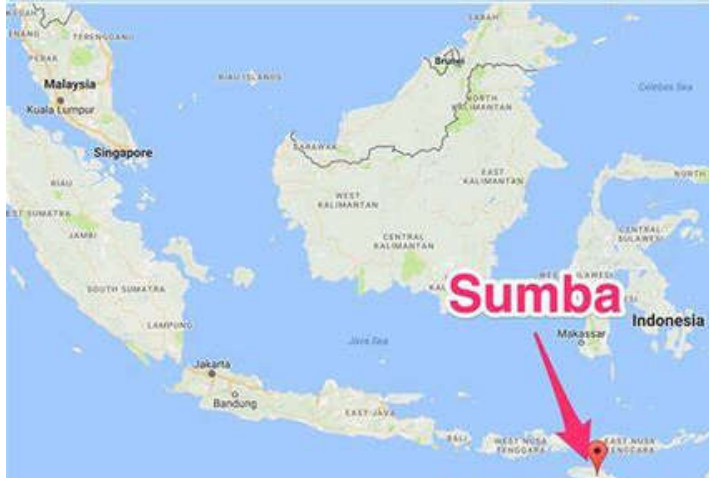 SABAH
TERENGGANU
PERAK
Brunei
Malaysia
RIAU ISLANDS
Celebes Sea
Kuala Lumpur
NORTH
KALIMANTAN
SARAWAK
Singapore
EAST
KALIMANTAN
RIAU
WEST
KALIMANTAN
NORTH
WEST SUMATRA
JAMBI
CENTRAL
KALIMANTAN
CENTRAL
SULAWESI
SOUTH SUMATRA
Sumba
Indonesia
LAMPUNG
Makassar
Java Sea
Jakarta
Bandung
EAST JAVA
BALI
WEST NUSA
TENGGARA
EAST NUSA
TENGGARA